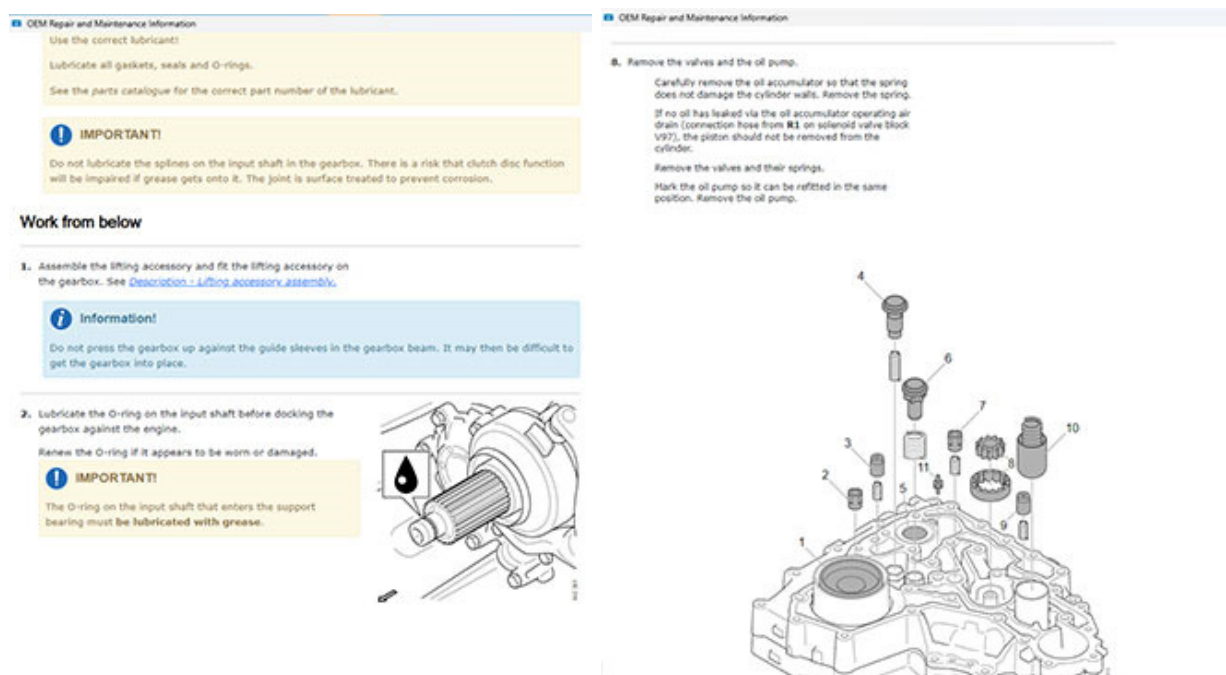 OEM Repair and Maintenance Information
Use the correct lubricant!
Lubricate all gaskets, seals and O-rings.
See the parts catalogue for the correct part number of the lubricant.
IMPORTANT!
Do not lubricate the splines on the input shaft in the gearbox. There is a risk that clutch disc function
will be impaired if grease gets onto it. The joint is surface treated to prevent corrosion.
Work from below
1. Assemble the lifting accessory and fit the lifting accessory on
the gearbox. See Description - Lifting accessory assembly.
Information!
Do not press the gearbox up against the guide sleeves in the gearbox beam. It may then be difficult to
get the gearbox into place.
2. Lubricate the O-ring on the input shaft before docking the
gearbox against the engine.
Renew the O-ring if it appears to be worn or damaged.
IMPORTANT!
The O-ring on the input shaft that enters the support
bearing must be lubricated with grease.
OEM Repair and Maintenance Information
8. Remove the valves and the oil pump.
Carefully remove the oil accumulator so that the spring
does not damage the cylinder walls. Remove the spring.
If no oil has leaked via the oil accumulator operating air
drain (connection hose from R1 on solenoid valve block
V97), the piston should not be removed from the
cylinder.
Remove the valves and their springs.
Mark the oil pump so it can be refitted in the same
position. Remove the oil pump.
4
6
7
10
3
11
8
2
5
9
1